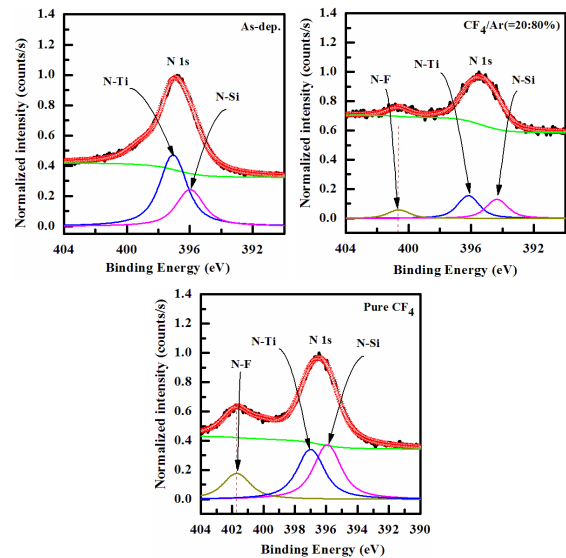 As-dep.
N 1s
N-Ti
N-Si
Normalized intensity (counts/s)
1.4
1.2
1.0
0.8
0.6
0.4
0.2
0.0
404 400 396 392
Binding Energy (eV)
CF4/Ar(=20:80%)
N-Ti N 1s
N-F
N-Si
Normalized intensity (counts/s)
1.4
1.2
1.0
0.8
0.6
0.4
0.2
0.0
404 400 396 392
Binding Energy (eV)
Pure CF4
N-Ti N 1s N-Si
N-F
Normalized intensity (counts/s)
1.4
1.2
1.0
0.8
0.6
0.4
0.2
0.0
404 402 400 398 396 394 392 390
Binding Energy (eV)